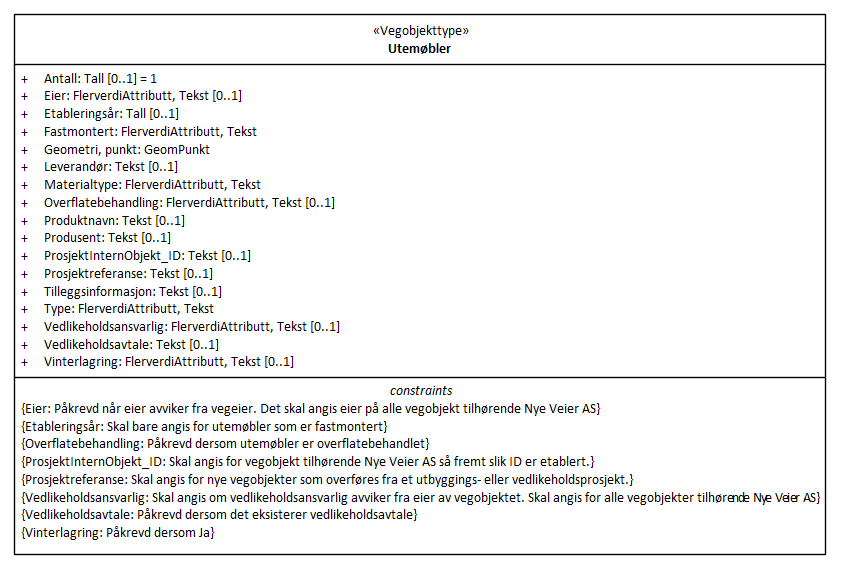 «Vegobjekttype»
Utemøbler
+ Antall: Tall [0..1] = 1
+ Eier: FlerverdiAttributt, Tekst [0..1]
+ Etableringsår: Tall [0..1]
+ Fastmontert: FlerverdiAttributt, Tekst
+ Geometri, punkt: GeomPunkt
+ Leverandør: Tekst [0..1]
+ Materialtype: FlerverdiAttributt, Tekst
+ Overflatebehandling: FlerverdiAttributt, Tekst [0..1]
+ Produktnavn: Tekst [0..1]
+ Produsent: Tekst [0..1]
+ ProsjektInternObjekt_ID: Tekst [0..1]
+ Prosjektreferanse: Tekst [0..1]
+ Tilleggsinformasjon: Tekst [0..1]
+ Type: FlerverdiAttributt, Tekst
+ Vedlikeholdsansvarlig: FlerverdiAttributt, Tekst [0..1]
+ Vedlikeholdsavtale: Tekst [0..1]
+ Vinterlagring: FlerverdiAttributt, Tekst [0..1]
constraints
{Eier: Påkrevd når eier avviker fra vegeier. Det skal angis eier på alle vegobjekt tilhørende Nye Veier AS}
{Etableringsår: Skal bare angis for utemøbler som er fastmontert}
{Overflatebehandling: Påkrevd dersom utemøbler er overflatebehandlet}
{ProsjektInternObjekt_ID: Skal angis for vegobjekt tilhørende Nye Veier AS så fremt slik ID er etablert.}
{Prosjektreferanse: Skal angis for nye vegobjekter som overføres fra et utbyggings- eller vedlikeholdsprosjekt.}
{Vedlikeholdsansvarlig: Skal angis om vedlikeholdsansvarlig avviker fra eier av vegobjektet. Skal angis for alle vegobjekter tilhørende Nye Veier AS}
{Vedlikeholdsavtale: Påkrevd dersom det eksisterer vedlikeholdsavtale}
{Vinterlagring: Påkrevd dersom Ja}